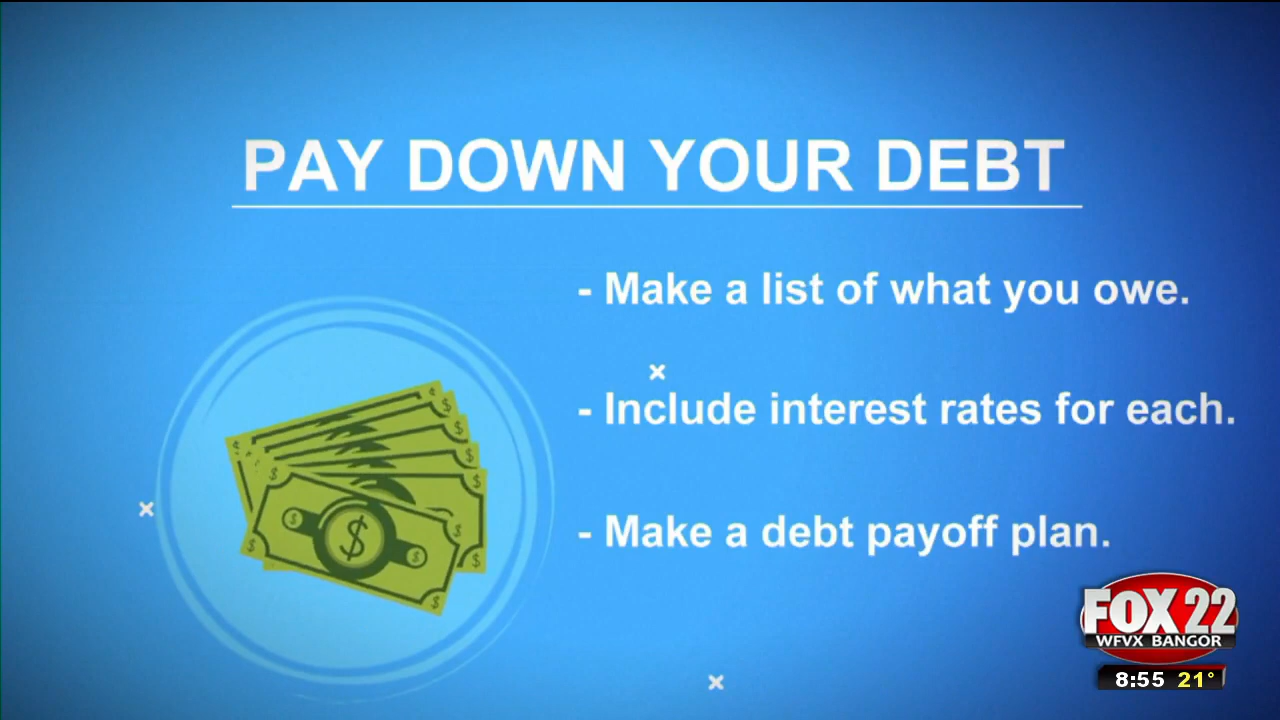 PAY DOWN YOUR DEBT
- Make a list of what you owe.
- Include interest rates for each.
- Make a debt payoff plan.
FOX 22
WFVX BANGOR
8:55 21°